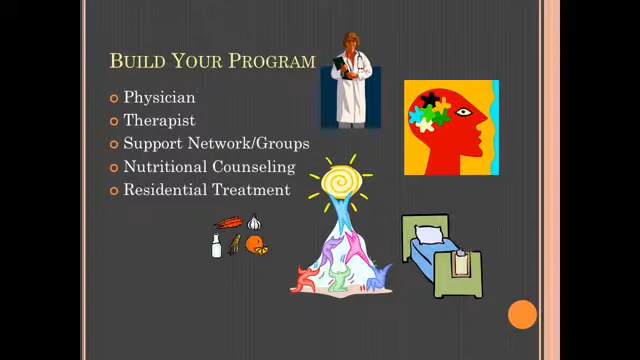 BUILD YOUR PROGRAM
Physician
Therapist
Support Network/Groups
Nutritional Counseling
Residential Treatment